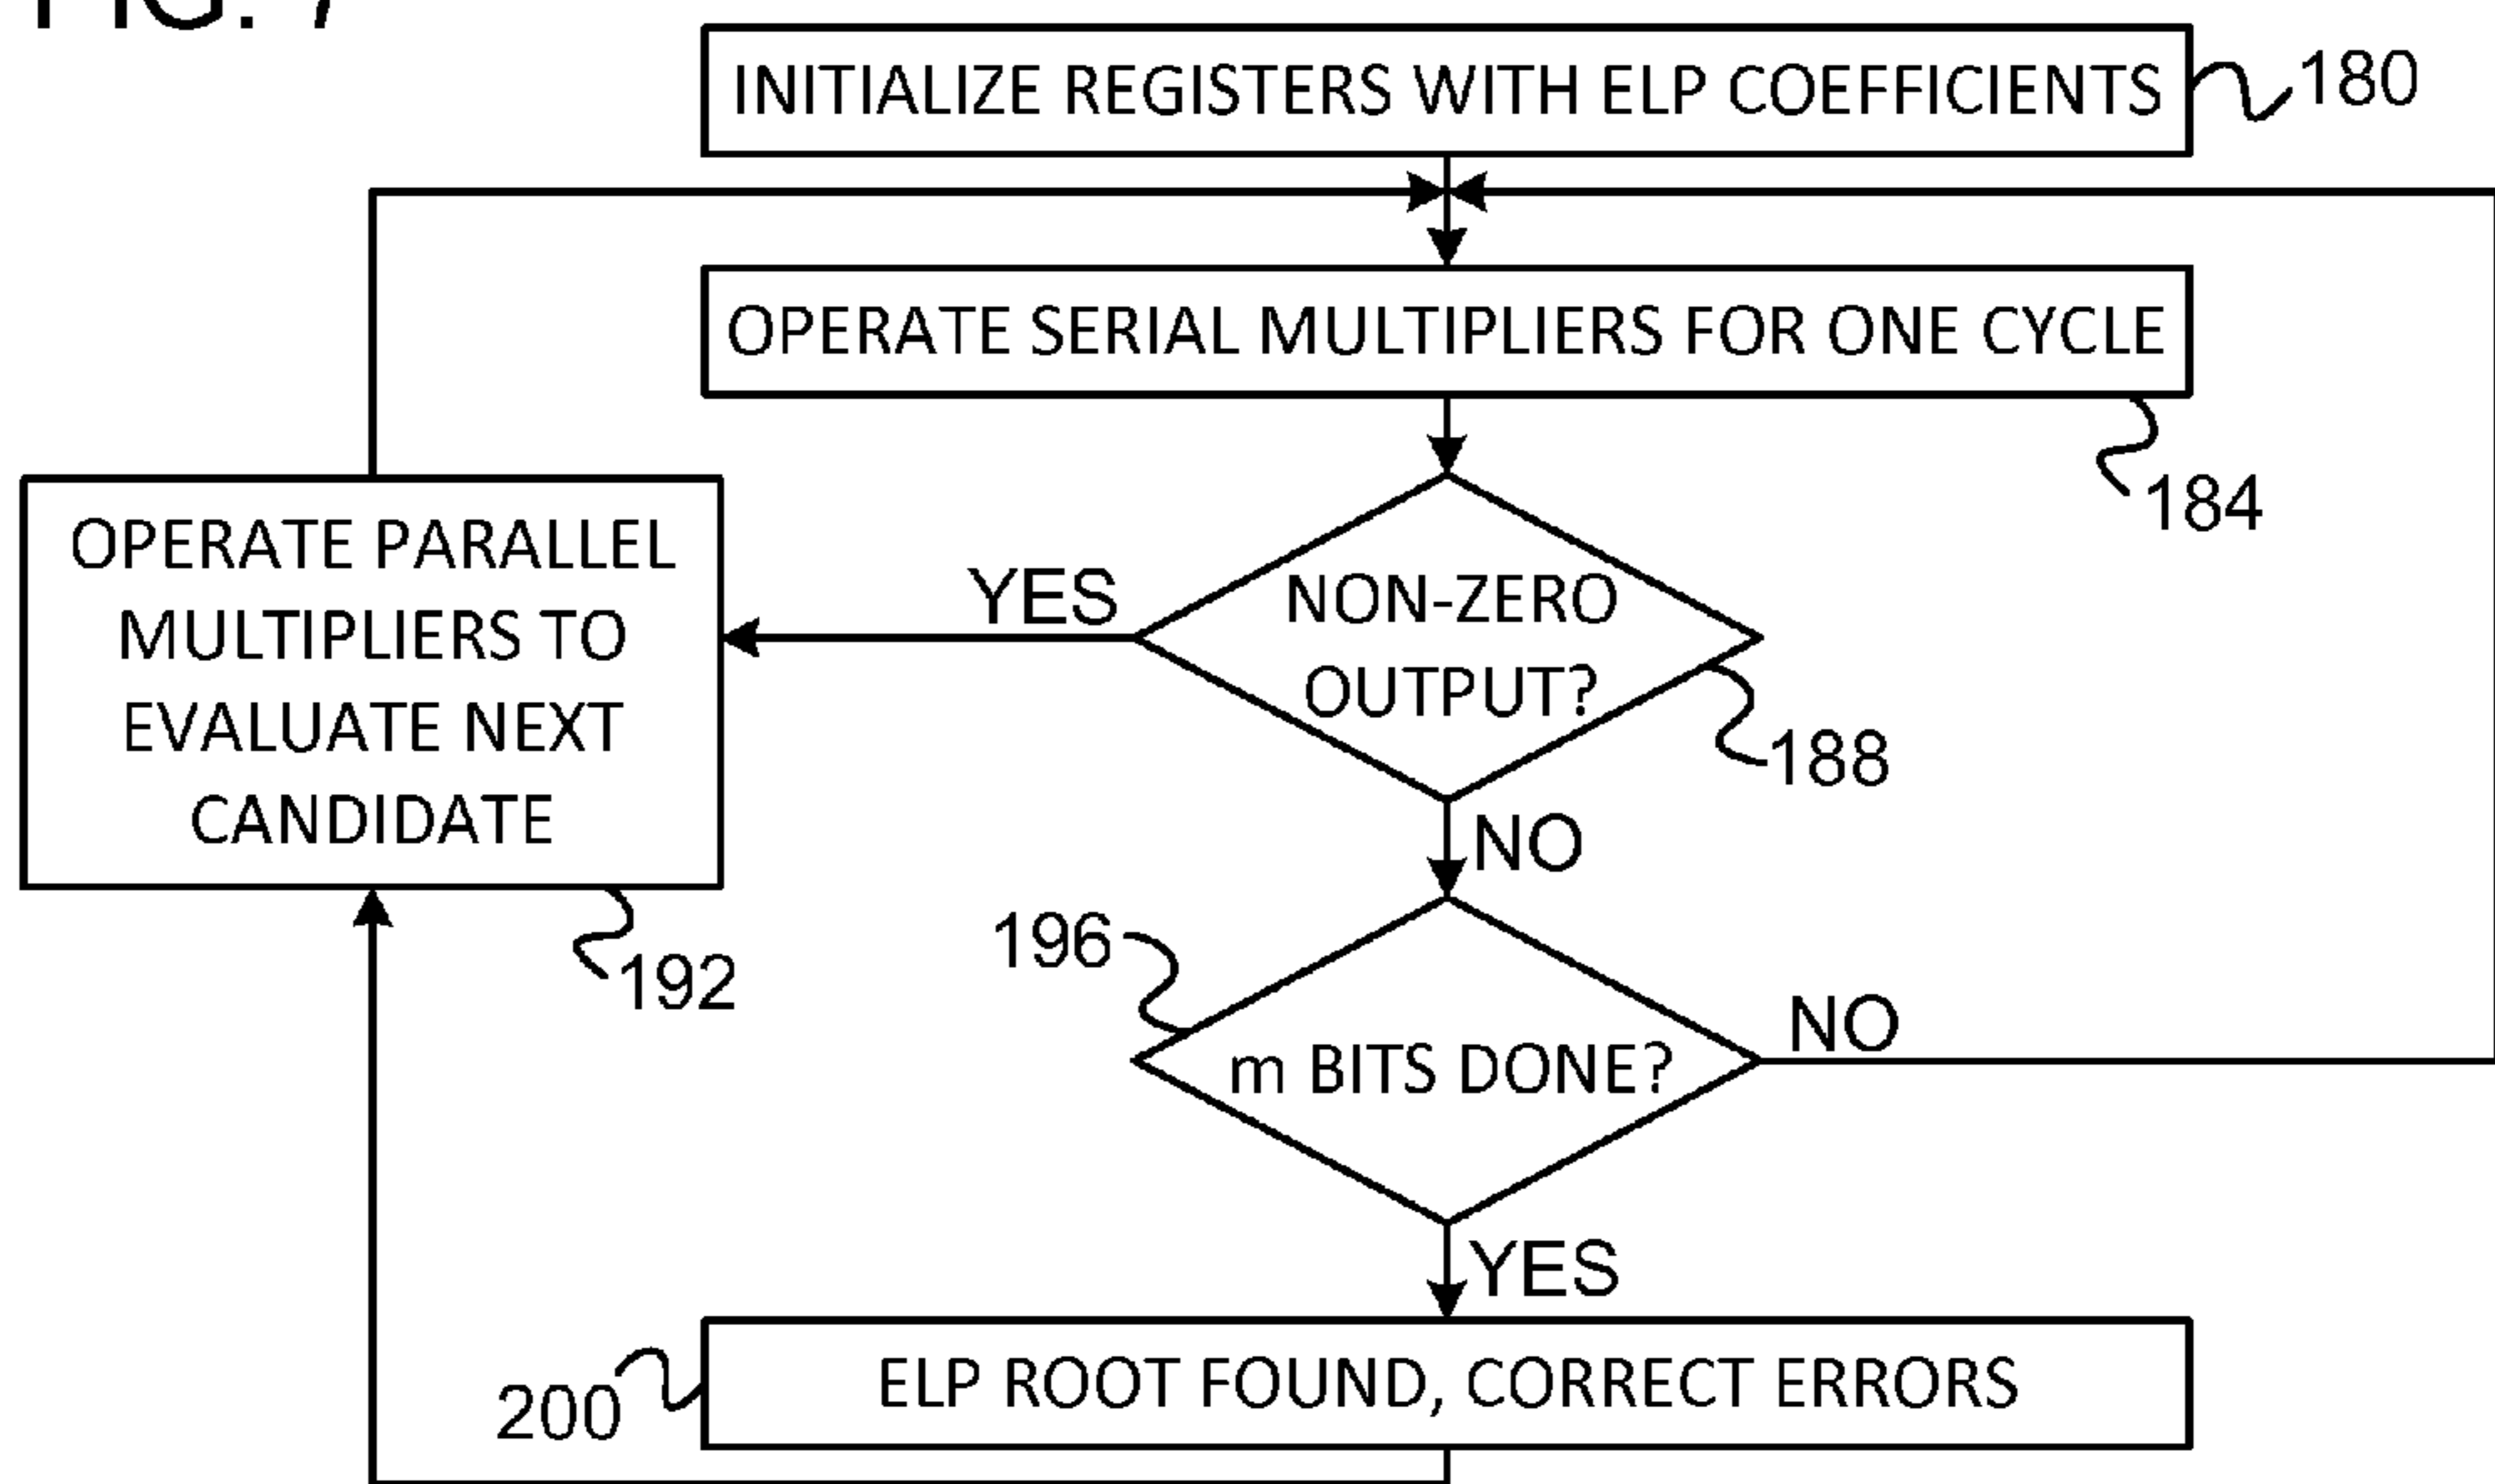 FIG. 7
INITIALIZE REGISTERS WITH ELP COEFFICIENTS
180
OPERATE SERIAL MULTIPLIERS FOR ONE CYCLE
184
OPERATE PARALLEL
MULTIPLIERS TO
EVALUATE NEXT
CANDIDATE
192
YES
NON-ZERO
OUTPUT?
188
NO
196
m BITS DONE?
NO
YES
200
ELP ROOT FOUND, CORRECT ERRORS